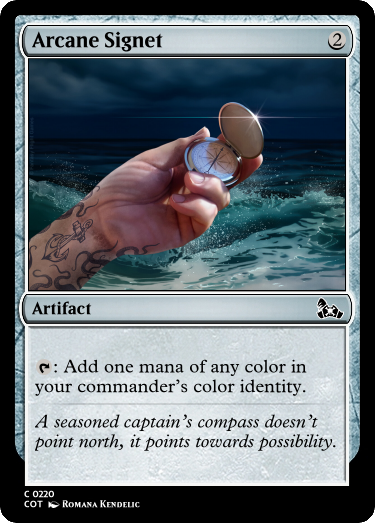 Arcane Signet 2
Artifact
: Add one mana of any color in
your commander's color identity.
A seasoned captain's compass doesn't
point north, it points towards possibility.
C 0220
COT Romana Kendelic